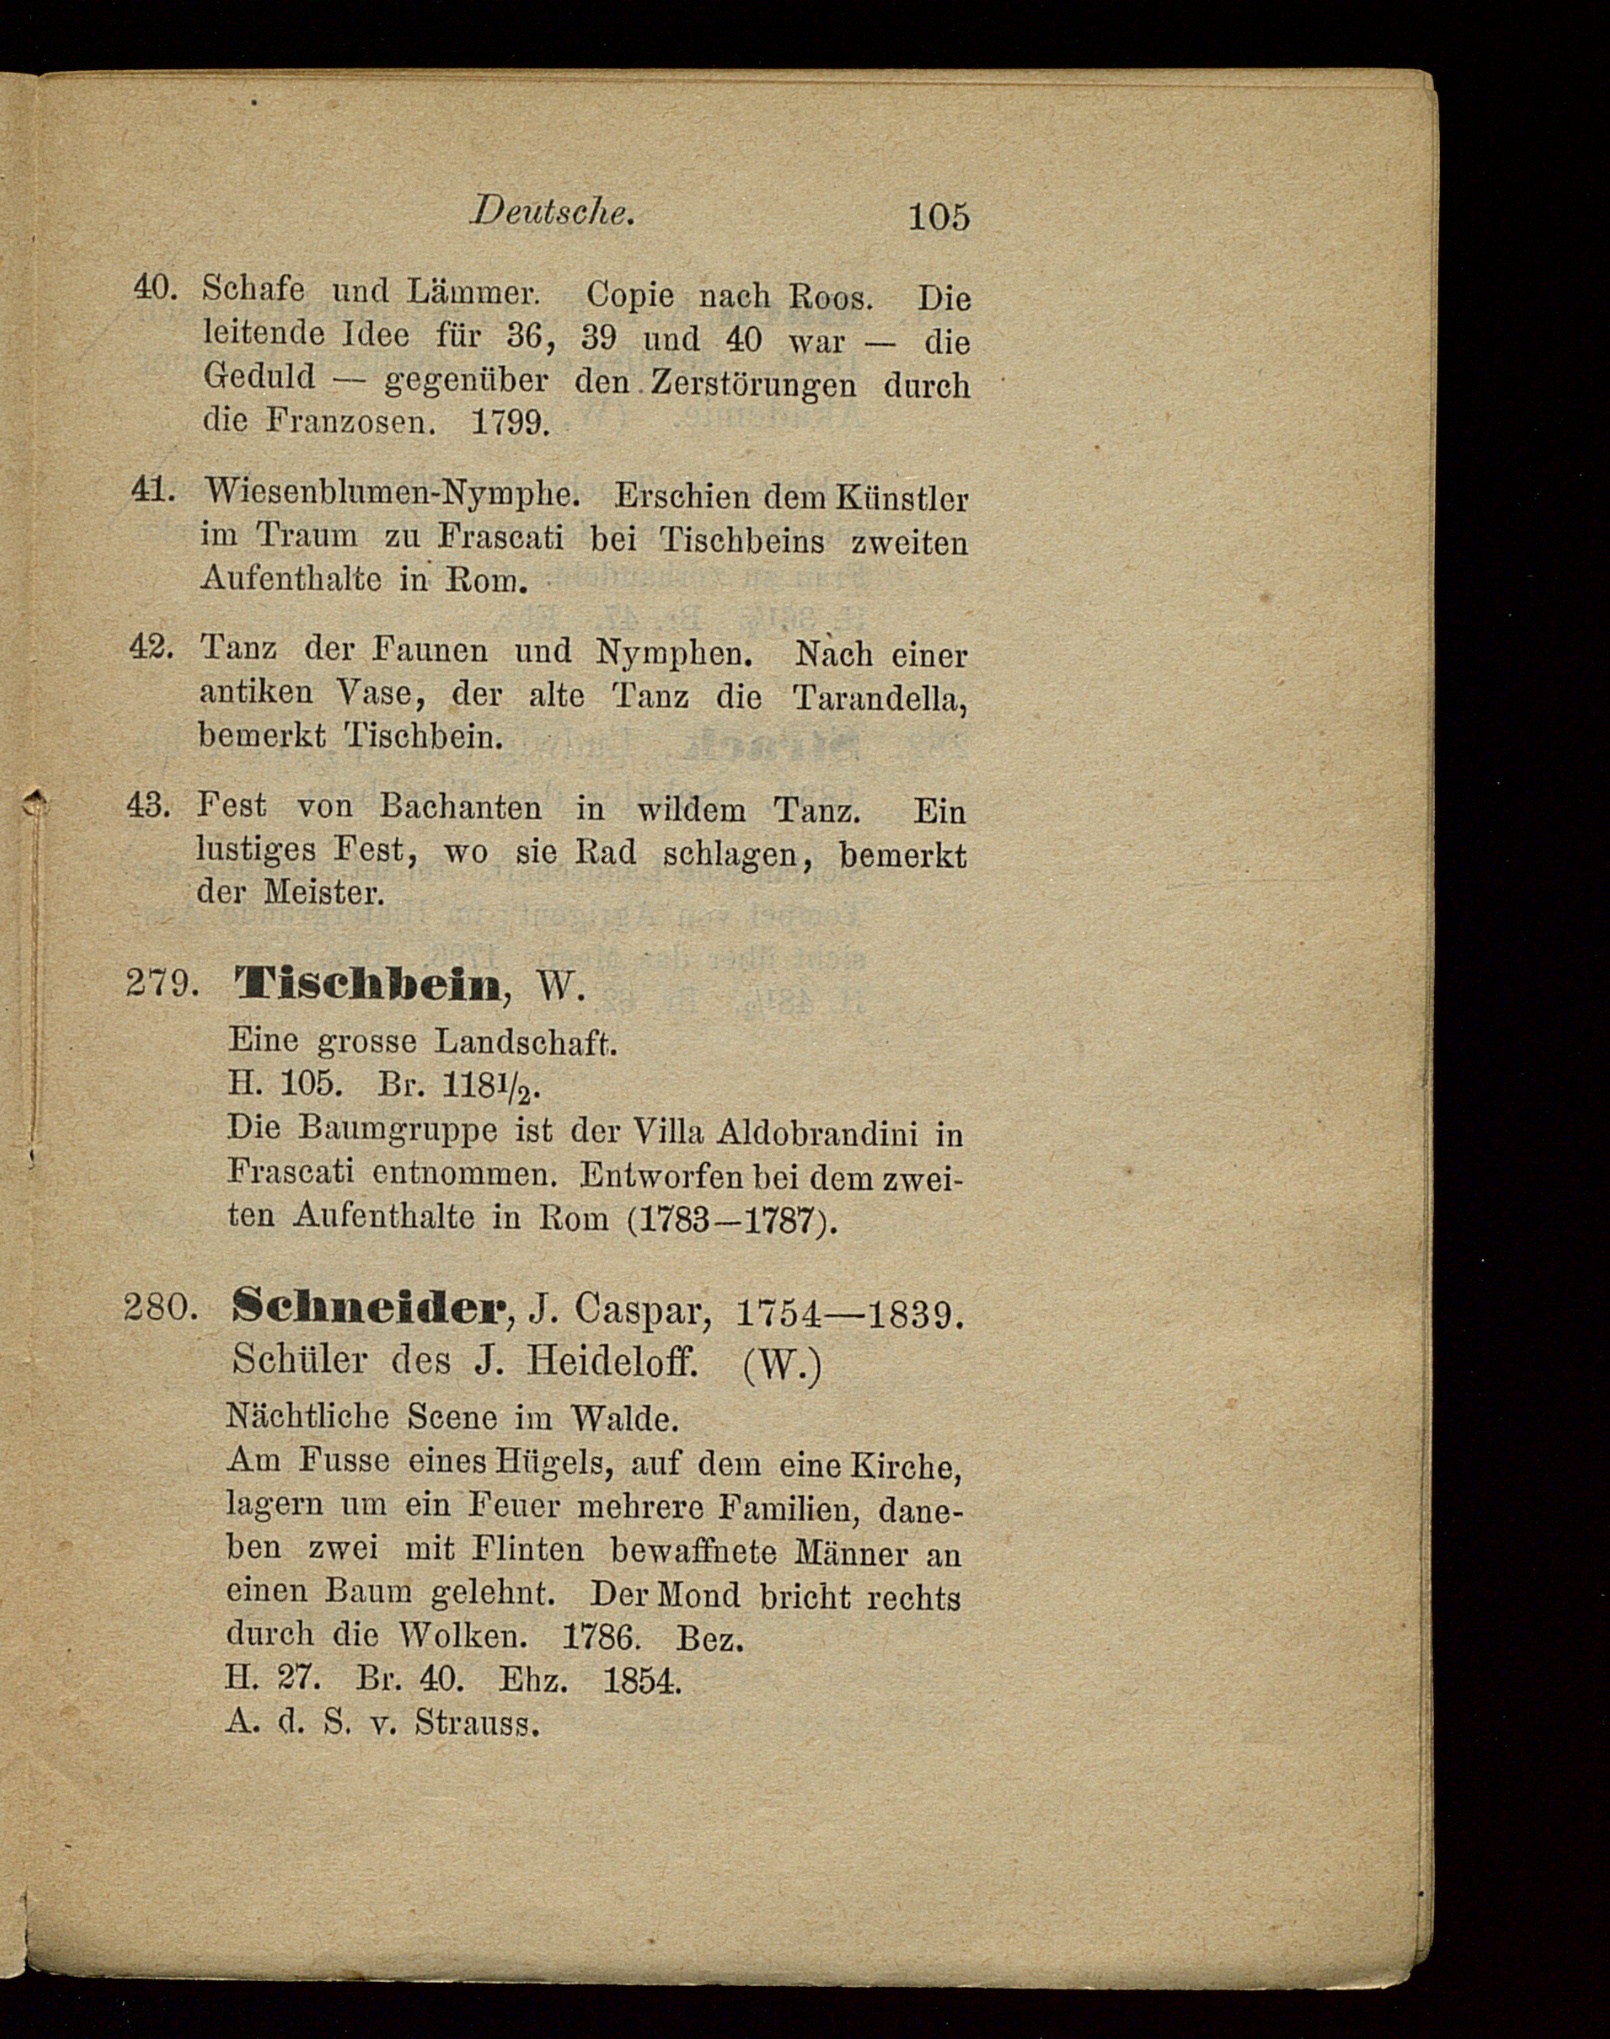 Deutsche. 105
40. Schafe und Lämmer. Copie nach Roos. Die
leitende Idee für 36, 39 und 40 war — die
Geduld — gegenüber den Zerstörungen durch
die Franzosen. 1799.
41. Wiesenblumen-Nymphe. Erschien dem Künstler
im Traum zu Frascati bei Tischbeins zweiten
Aufenthalte in Rom.
42. Tanz der Faunen und Nymphen. Nach einer
antiken Vase, der alte Tanz die Tarandella,
bemerkt Tischbein.
43. Fest von Bachanten in wildem Tanz. Ein
lustiges Fest, wo sie Rad schlagen, bemerkt
der Meister.
279. Tischbein, W.
Eine grosse Landschaft.
H. 105. Br. 118 1/2.
Die Baumgruppe ist der Villa Aldobrandini in
Frascati entnommen. Entworfen bei dem zwei-
ten Aufenthalte in Rom (1783—1787).
280. Schneider, J. Caspar, 1754—1839.
Schüler des J. Heideloff. (W.)
Nächtliche Scene im Walde.
Am Fusse eines Hügels, auf dem eine Kirche,
lagern um ein Feuer mehrere Familien, dane-
ben zwei mit Flinten bewaffnete Männer an
einen Baum gelehnt. Der Mond bricht rechts
durch die Wolken. 1786. Bez.
H. 27. Br. 40. Ehz. 1854.
A. d. S. v. Strauss.